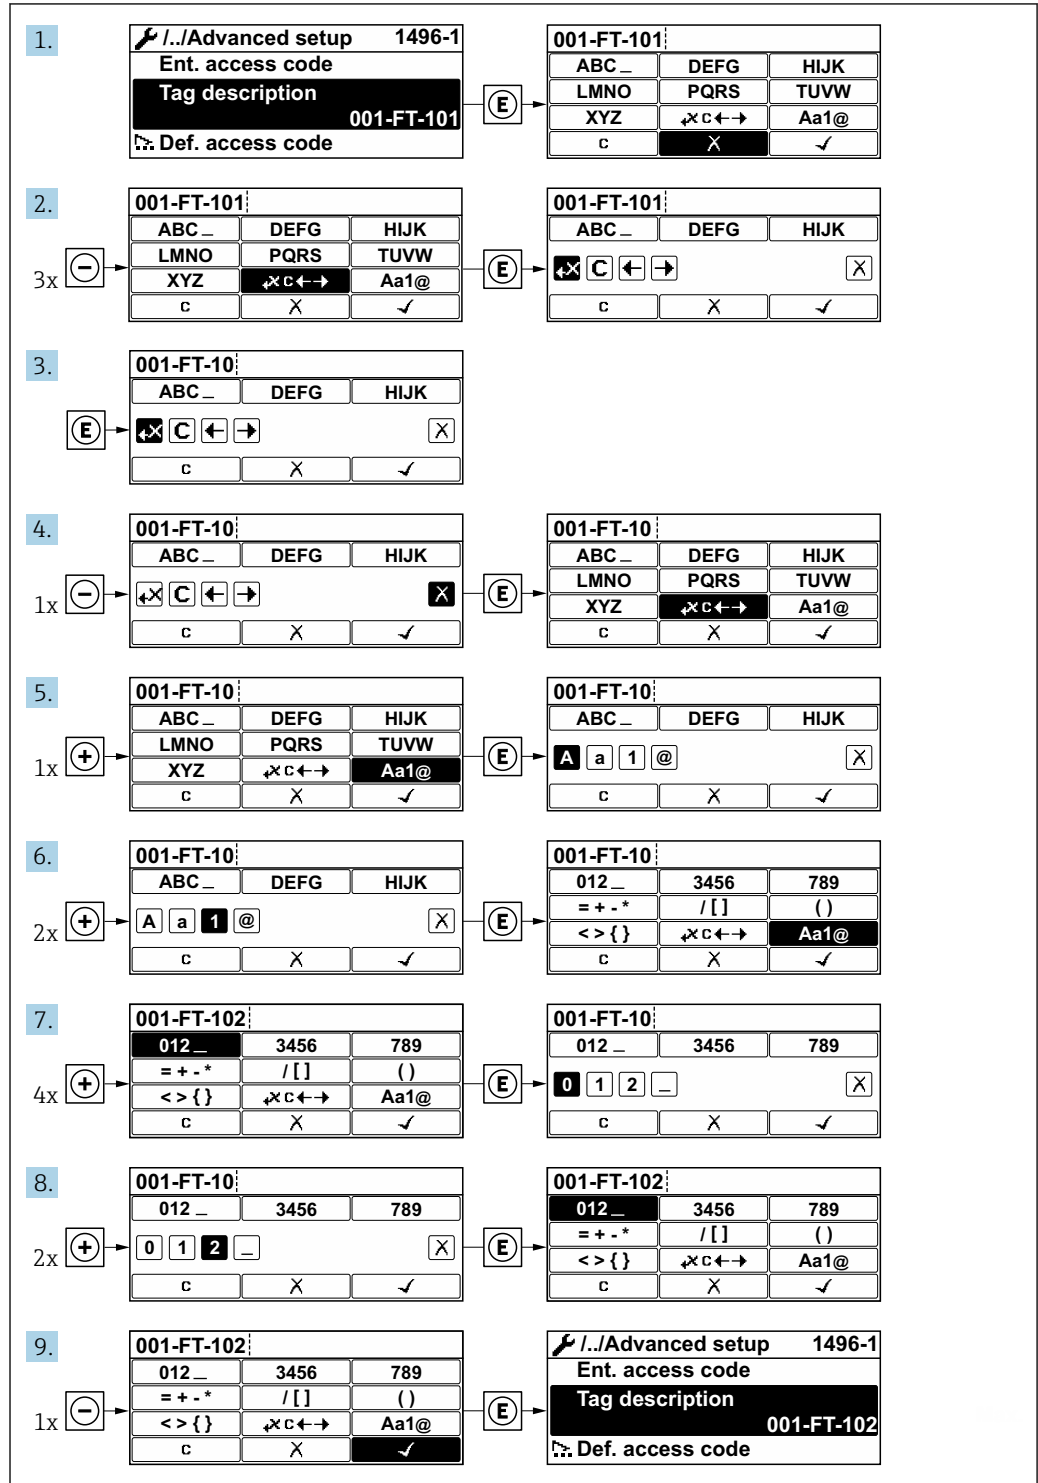 1.
/../Advanced setup 1496-1
Ent. access code
Tag description
001-FT-101
Def. access code
E
001-FT-101
ABC_ DEFG HIJK
LMNO PQRS TUVW
XYZ C Aa1@
C X ✓
2.
3x −
001-FT-101
ABC_ DEFG HIJK
LMNO PQRS TUVW
XYZ C Aa1@
C X ✓
E
001-FT-101
ABC_ DEFG HIJK
C ← → X
C X ✓
3.
E
001-FT-10
ABC_ DEFG HIJK
C ← → X
C X ✓
4.
1x −
001-FT-10
ABC_ DEFG HIJK
C ← → X
C X ✓
E
001-FT-10
ABC_ DEFG HIJK
LMNO PQRS TUVW
XYZ C Aa1@
C X ✓
5.
1x +
001-FT-10
ABC_ DEFG HIJK
LMNO PQRS TUVW
XYZ C Aa1@
C X ✓
E
001-FT-10
ABC_ DEFG HIJK
A a 1 @ X
C X ✓
6.
2x +
001-FT-10
ABC_ DEFG HIJK
A a 1 @ X
C X ✓
E
001-FT-10
012_ 3456 789
= + - * / [ ] ( )
< > { } C Aa1@
C X ✓
7.
4x +
001-FT-102
012_ 3456 789
= + - * / [ ] ( )
< > { } C Aa1@
C X ✓
E
001-FT-10
012_ 3456 789
0 1 2 _ X
C X ✓
8.
2x +
001-FT-10
012_ 3456 789
0 1 2 _ X
C X ✓
E
001-FT-102
012_ 3456 789
= + - * / [ ] ( )
< > { } C Aa1@
C X ✓
9.
1x −
001-FT-102
012_ 3456 789
= + - * / [ ] ( )
< > { } C Aa1@
C X ✓
E
/../Advanced setup 1496-1
Ent. access code
Tag description
001-FT-102
Def. access code